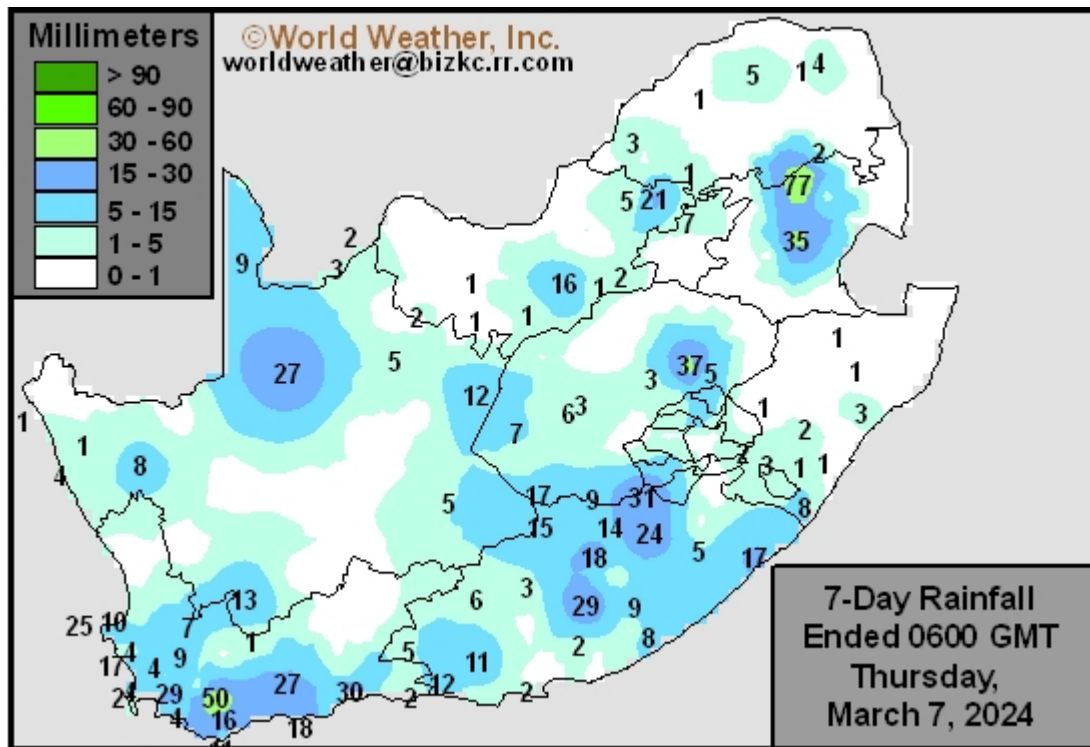 Millimeters
> 90
60 - 90
30 - 60
15 - 30
5 - 15
1 - 5
0 - 1
©World Weather, Inc.
worldweather@bizkc.rr.com
5 1 4
1
3 2
1 77
5 21
7
35
2
9 3
1 16 1 2
2 1 1
5
27
37 5
3
12
6 3
7
1
1
3
1
2
1
1
4
8
3 1 1
8
5 17 9 31
15 14 24
18 5 17
13
6 3 29 9
25 10 7
1
2 8
17 4 4 9
5 11
29 27 30 12
50 2 2
4 16 18
7-Day Rainfall
Ended 0600 GMT
Thursday,
March 7, 2024